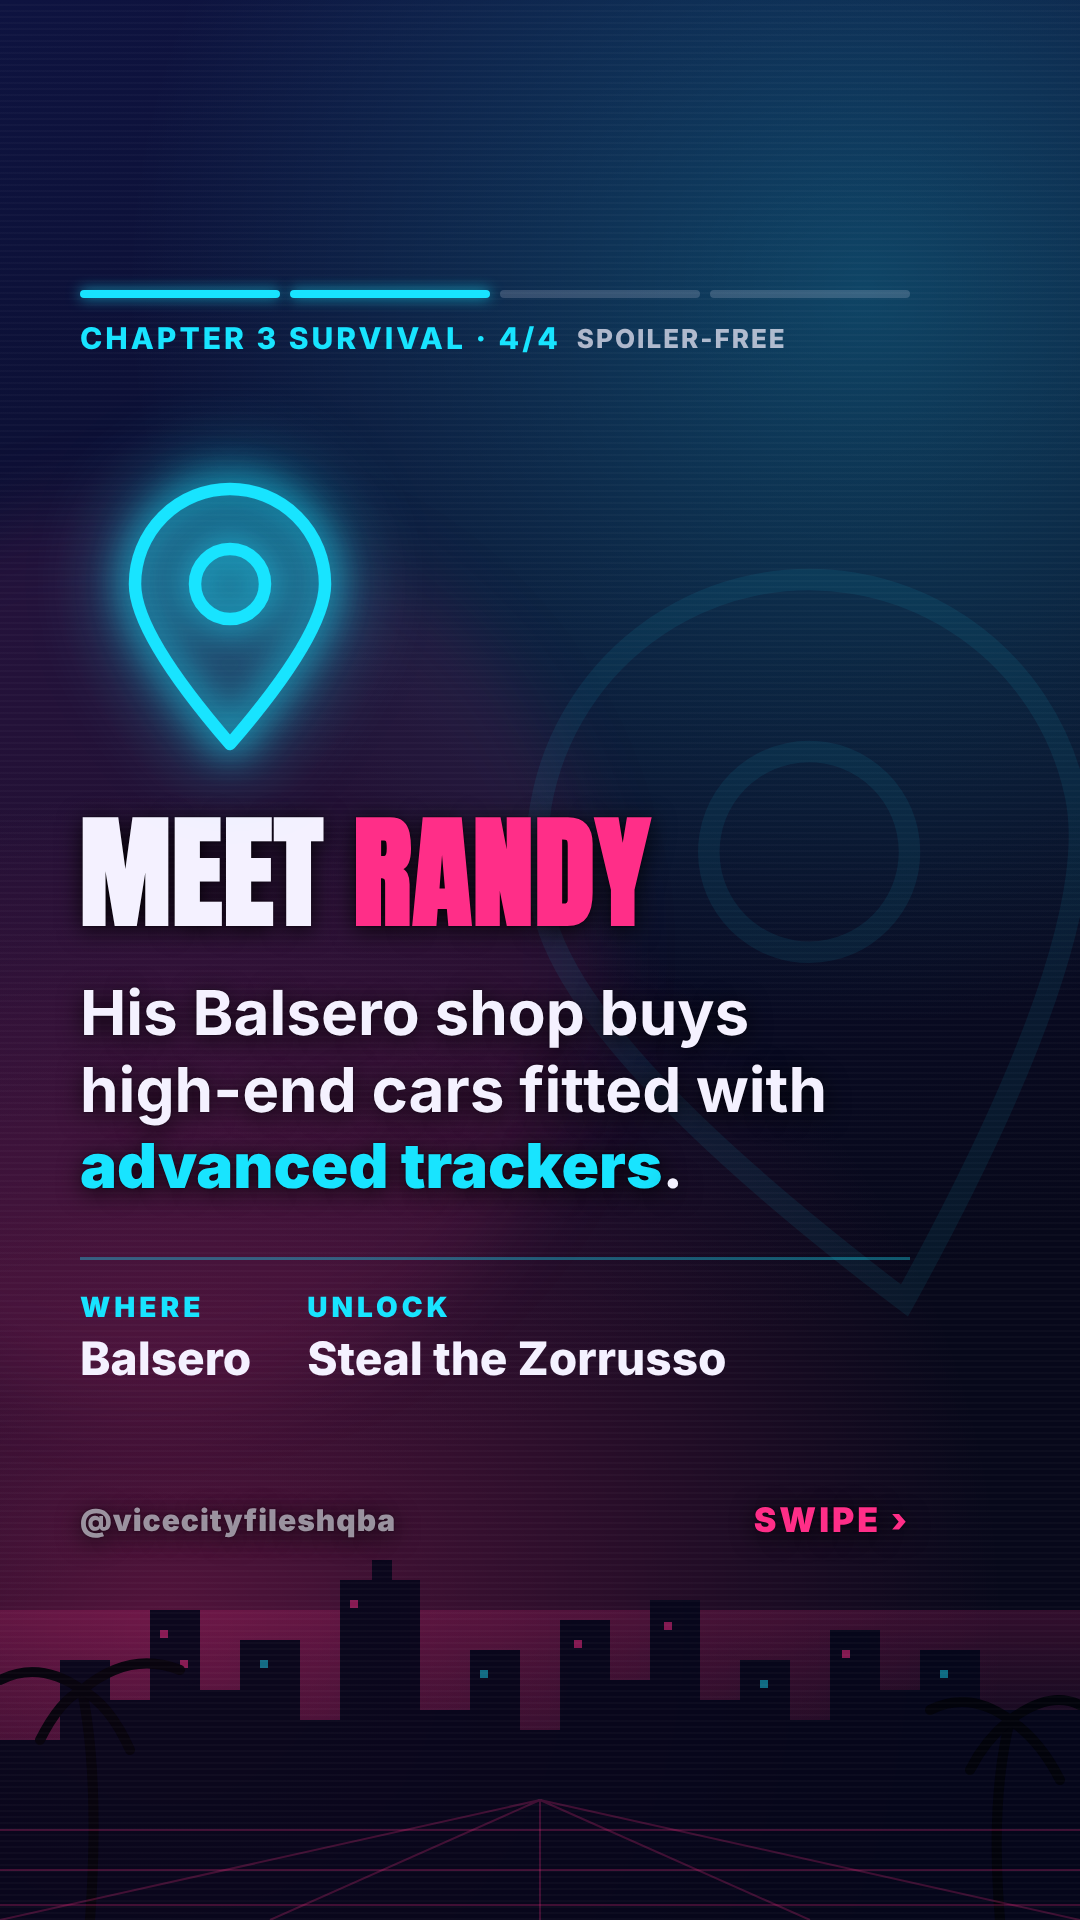 CHAPTER 3 SURVIVAL · 4/4 SPOILER-FREE
MEET RANDY
His Balsero shop buys
high-end cars fitted with
advanced trackers.
WHERE
Balsero
UNLOCK
Steal the Zorrusso
@vicecityfileshqba
SWIPE ›